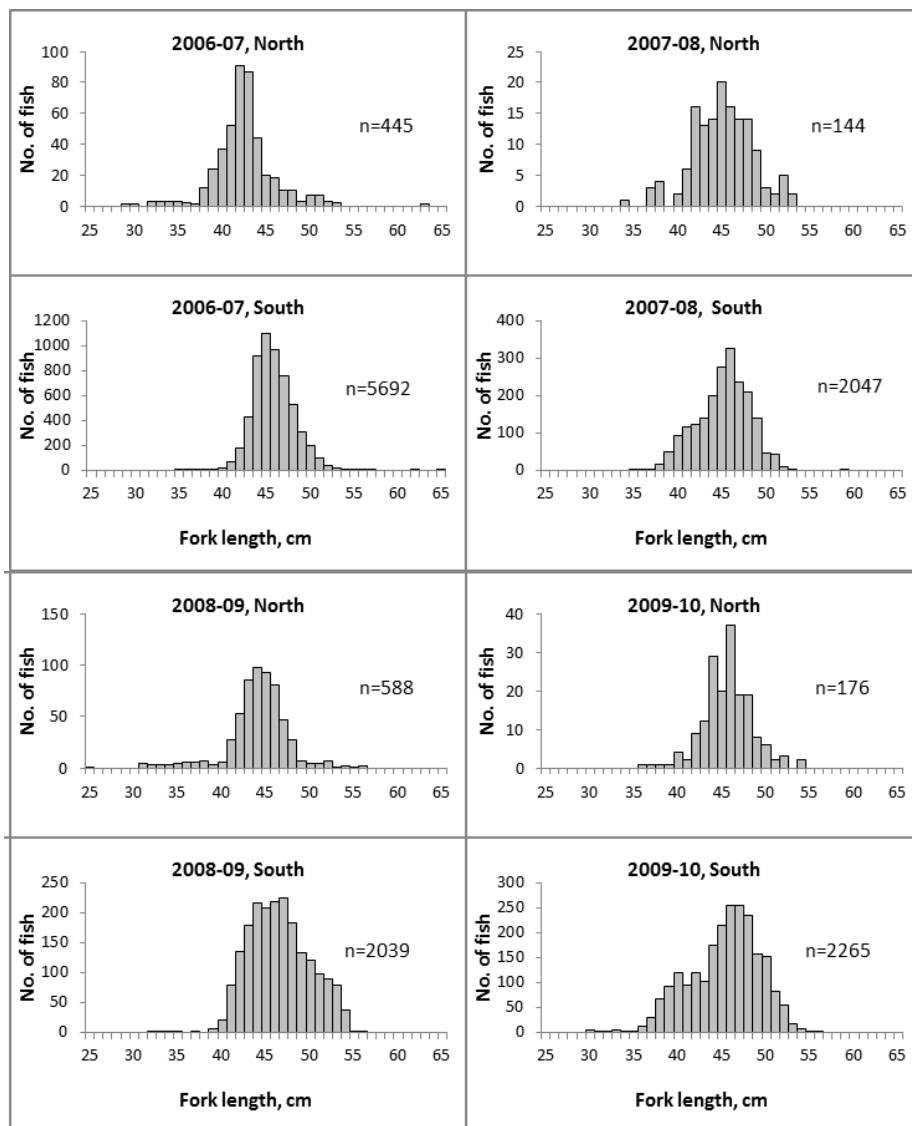 2006-07, North
No. of fish
100
80
60
40
20
0
n=445
25 30 35 40 45 50 55 60 65
2007-08, North
No. of fish
25
20
15
10
5
0
n=144
25 30 35 40 45 50 55 60 65
2006-07, South
No. of fish
1200
1000
800
600
400
200
0
n=5692
25 30 35 40 45 50 55 60 65
Fork length, cm
2007-08, South
No. of fish
400
300
200
100
0
n=2047
25 30 35 40 45 50 55 60 65
Fork length, cm
2008-09, North
No. of fish
150
100
50
0
n=588
25 30 35 40 45 50 55 60 65
2009-10, North
No. of fish
40
30
20
10
0
n=176
25 30 35 40 45 50 55 60 65
2008-09, South
No. of fish
250
200
150
100
50
0
n=2039
25 30 35 40 45 50 55 60 65
Fork length, cm
2009-10, South
No. of fish
300
250
200
150
100
50
0
n=2265
25 30 35 40 45 50 55 60 65
Fork length, cm